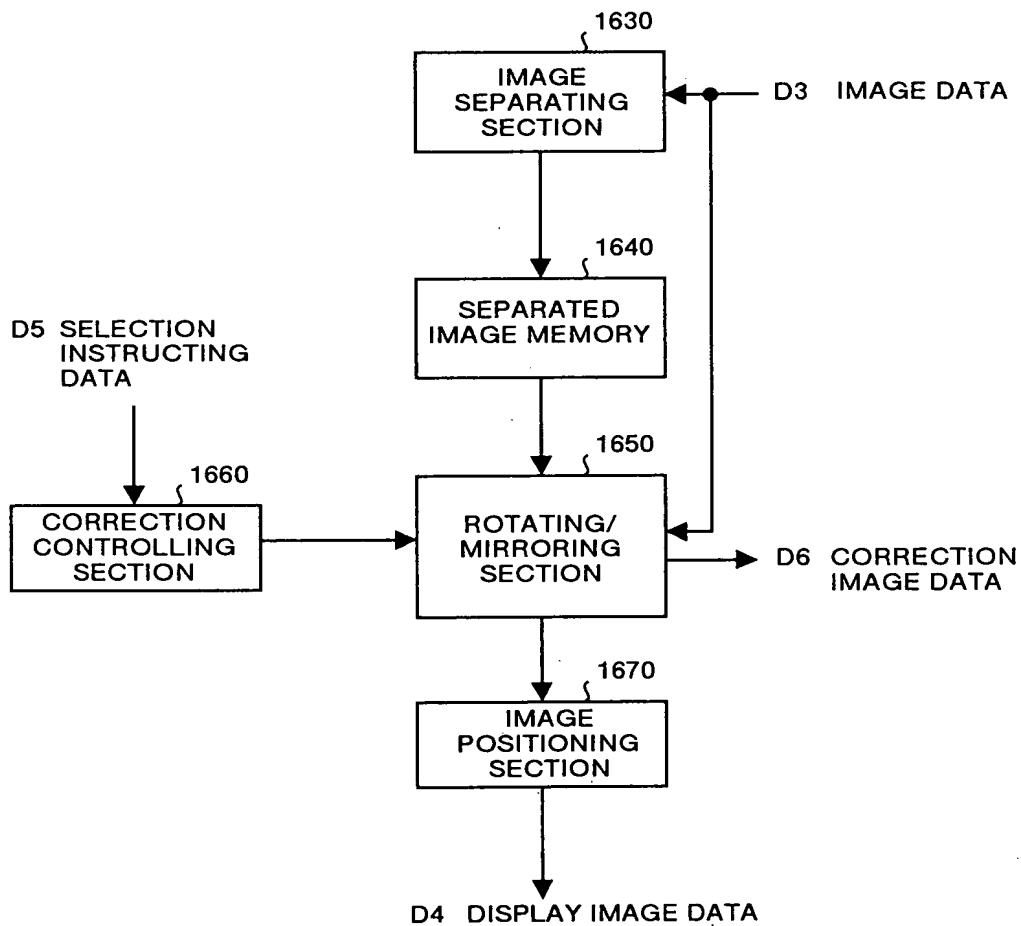 1630
IMAGE
SEPARATING
SECTION
D3 IMAGE DATA
1640
SEPARATED
IMAGE MEMORY
D5 SELECTION
INSTRUCTING
DATA
1650
1660
CORRECTION
CONTROLLING
SECTION
ROTATING/
MIRRORING
SECTION
D6 CORRECTION
IMAGE DATA
1670
IMAGE
POSITIONING
SECTION
D4 DISPLAY IMAGE DATA